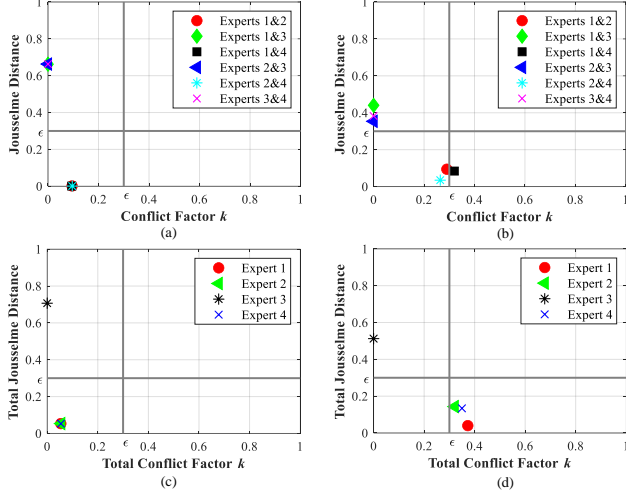 1
0.8
0.6
0.4
ϵ
0.2
0
Jousselme Distance
Experts 1&2
Experts 1&3
Experts 1&4
Experts 2&3
Experts 2&4
Experts 3&4
0 0.2 ϵ 0.4 0.6 0.8 1
Conflict Factor k
(a)
1
0.8
0.6
0.4
ϵ
0.2
0
Jousselme Distance
Experts 1&2
Experts 1&3
Experts 1&4
Experts 2&3
Experts 2&4
Experts 3&4
0 0.2 ϵ 0.4 0.6 0.8 1
Conflict Factor k
(b)
1
0.8
0.6
0.4
ϵ
0.2
0
Total Jousselme Distance
Expert 1
Expert 2
Expert 3
Expert 4
0 0.2 ϵ 0.4 0.6 0.8 1
Total Conflict Factor k
(c)
1
0.8
0.6
0.4
ϵ
0.2
0
Total Jousselme Distance
Expert 1
Expert 2
Expert 3
Expert 4
0 0.2 ϵ 0.4 0.6 0.8 1
Total Conflict Factor k
(d)